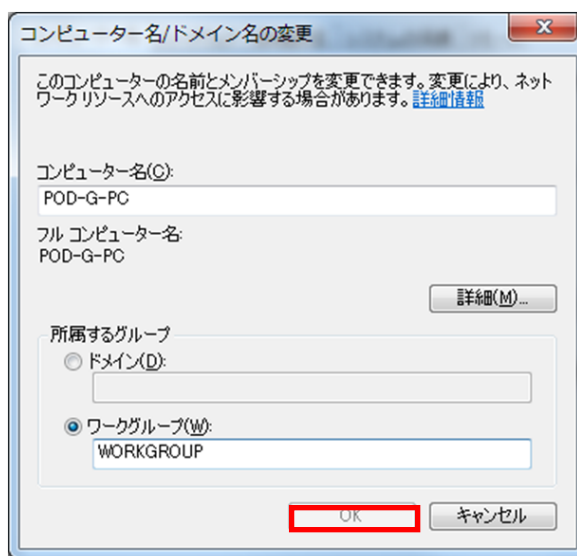 コンピューター名/ドメイン名の変更
このコンピューターの名前とメンバーシップを変更できます。変更により、ネット
ワーク リソースへのアクセスに影響する場合があります。詳細情報
コンピューター名(C):
POD-G-PC
フル コンピューター名:
POD-G-PC
詳細(M)...
所属するグループ
ドメイン(D):
ワークグループ(W):
WORKGROUP
OK
キャンセル